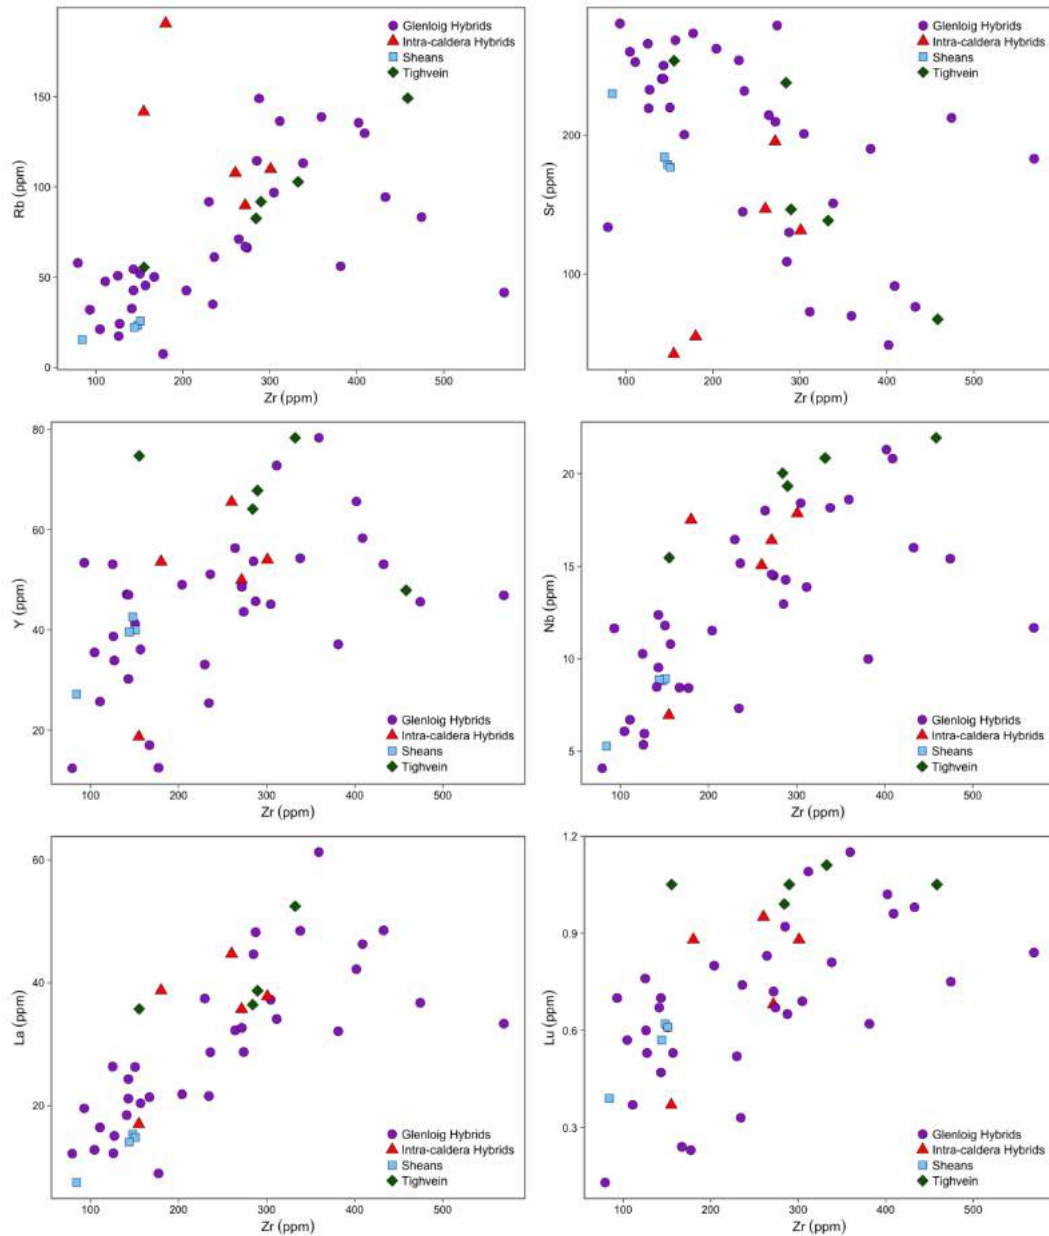 Glenloig Hybrids
Intra-caldera Hybrids
Sheans
Tighvein
150
100
50
0
Rb (ppm)
100 200 300 400 500
Zr (ppm)
Glenloig Hybrids
Intra-caldera Hybrids
Sheans
Tighvein
200
100
Sr (ppm)
100 200 300 400 500
Zr (ppm)
80
60
40
20
Y (ppm)
Glenloig Hybrids
Intra-caldera Hybrids
Sheans
Tighvein
100 200 300 400 500
Zr (ppm)
20
15
10
5
Nb (ppm)
Glenloig Hybrids
Intra-caldera Hybrids
Sheans
Tighvein
100 200 300 400 500
Zr (ppm)
60
40
20
La (ppm)
Glenloig Hybrids
Intra-caldera Hybrids
Sheans
Tighvein
100 200 300 400 500
Zr (ppm)
1.2
0.9
0.6
0.3
Lu (ppm)
Glenloig Hybrids
Intra-caldera Hybrids
Sheans
Tighvein
100 200 300 400 500
Zr (ppm)